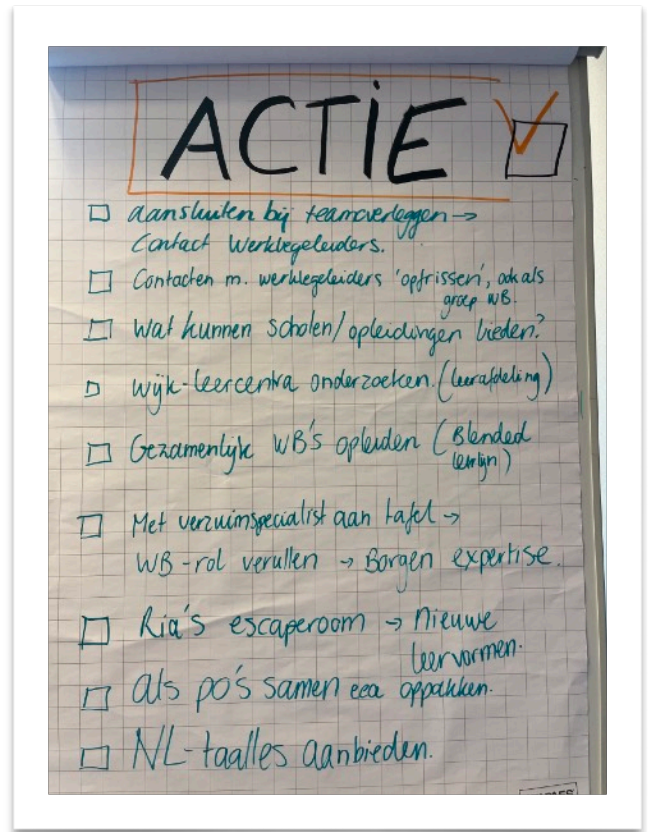 ACTIE
aansluiten bij teamoverleggen →
Contact Werkbegeleiders.
Contacten m. werkbegeleiders 'opfrissen', ook als
groep WB.
Wat kunnen scholen/opleidingen bieden?
wijk-leercentra onderzoeken. (leerafdeling)
Gezamenlijk WB's opleiden (Blended
leerlijn)
Met verzuimspecialist aan tafel →
WB-rol verullen → Borgen expertise.
Ria's escaperoom → nieuwe
leervormen.
als po's samen oppakken.
NL-taalles aanbieden.